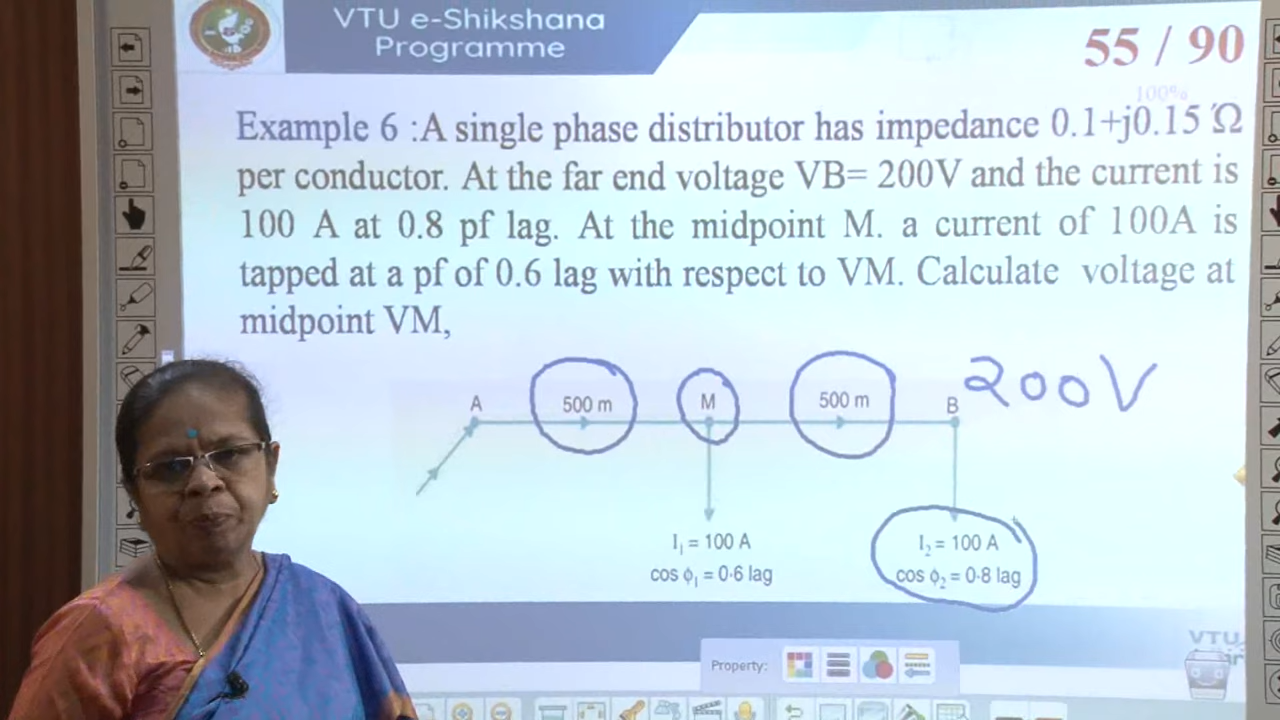 VTU e-Shikshana
Programme
55 / 90
100%
Example 6 :A single phase distributor has impedance 0.1+j0.15 Ω
per conductor. At the far end voltage VB= 200V and the current is
100 A at 0.8 pf lag. At the midpoint M. a current of 100A is
tapped at a pf of 0.6 lag with respect to VM. Calculate voltage at
midpoint VM,
A 500 m M 500 m B 200V
I₁ = 100 A I₂ = 100 A
cos ϕ₁ = 0·6 lag cos ϕ₂ = 0·8 lag
VTU
Property: